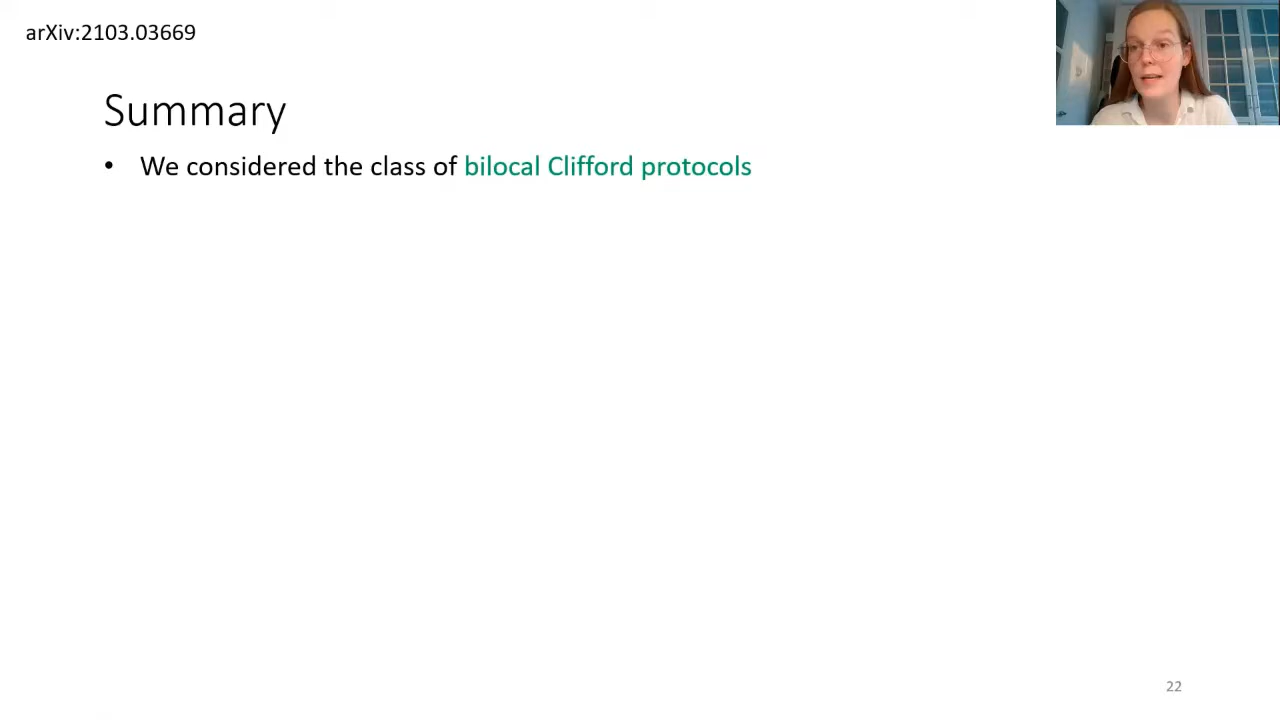 arXiv:2103.03669
Summary
• We considered the class of bilocal Clifford protocols
22